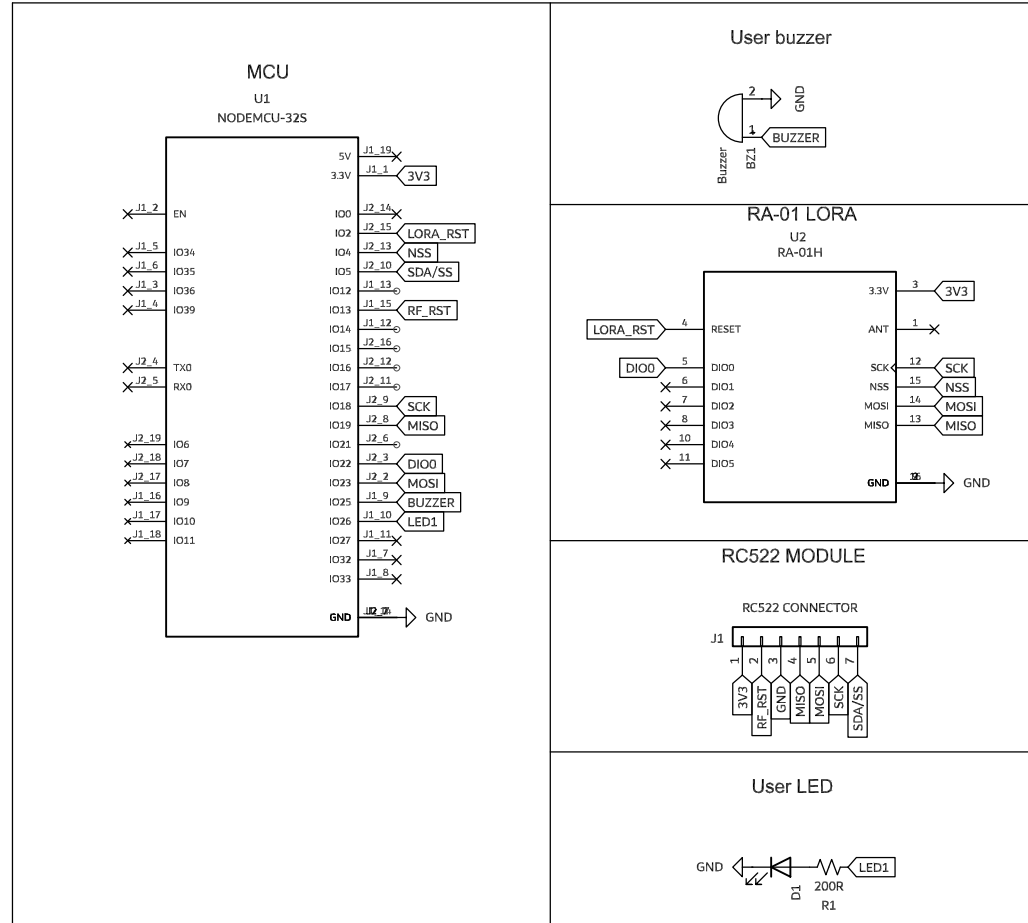 MCU
U1
NODEMCU-32S
5V J1_19
3.3V J1_1 3V3
J1_2 EN
IO0 J2_14
IO2 J2_15 LORA_RST
IO4 J2_13 NSS
J1_5 IO34
IO5 J2_10 SDA/SS
J1_6 IO35
IO12 J1_13
J1_3 IO36
IO13 J1_15 RF_RST
J1_4 IO39
IO14 J1_12
IO15 J2_16
IO16 J2_12
J2_4 TX0
IO17 J2_11
J2_5 RX0
IO18 J2_9 SCK
IO19 J2_8 MISO
IO21 J2_6
J2_19 IO6
IO22 J2_3 DIO0
J2_18 IO7
IO23 J2_2 MOSI
J2_17 IO8
IO25 J1_9 BUZZER
J1_16 IO9
IO26 J1_10 LED1
J1_17 IO10
IO27 J1_11
J1_18 IO11
IO32 J1_7
IO33 J1_8
GND GND
User buzzer
2 GND
1 BUZZER
Buzzer
BZ1
RA-01 LORA
U2
RA-01H
3.3V 3 3V3
LORA_RST 4 RESET
ANT 1
DIO0 5 DIO0
SCK 12 SCK
6 DIO1
NSS 15 NSS
7 DIO2
MOSI 14 MOSI
8 DIO3
MISO 13 MISO
10 DIO4
11 DIO5
GND GND
RC522 MODULE
RC522 CONNECTOR
J1
1 2 3 4 5 6 7
3V3
RF_RST
GND
MISO
MOSI
SCK
SDA/SS
User LED
GND
D1
200R
R1
LED1